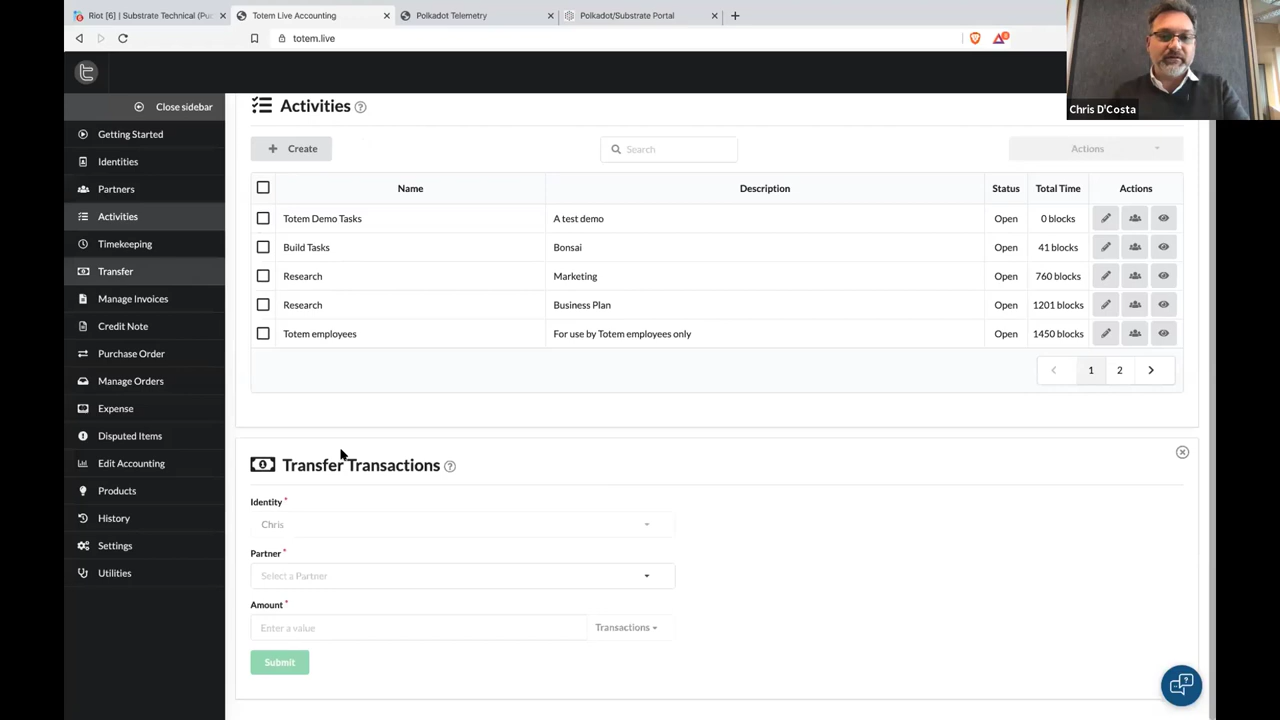 Riot [6] | Substrate Technical (Pu
Totem Live Accounting
Polkadot Telemetry
Polkadot/Substrate Portal
totem.live
Chris D'Costa
Close sidebar
Getting Started
Identities
Partners
Activities
Timekeeping
Transfer
Manage Invoices
Credit Note
Purchase Order
Manage Orders
Expense
Disputed Items
Edit Accounting
Products
History
Settings
Utilities
Activities
Create
Search
Actions
Name Description Status Total Time Actions
Totem Demo Tasks A test demo Open 0 blocks
Build Tasks Bonsai Open 41 blocks
Research Marketing Open 760 blocks
Research Business Plan Open 1201 blocks
Totem employees For use by Totem employees only Open 1450 blocks
1 2
Transfer Transactions
Identity *
Chris
Partner *
Select a Partner
Amount *
Enter a value Transactions
Submit